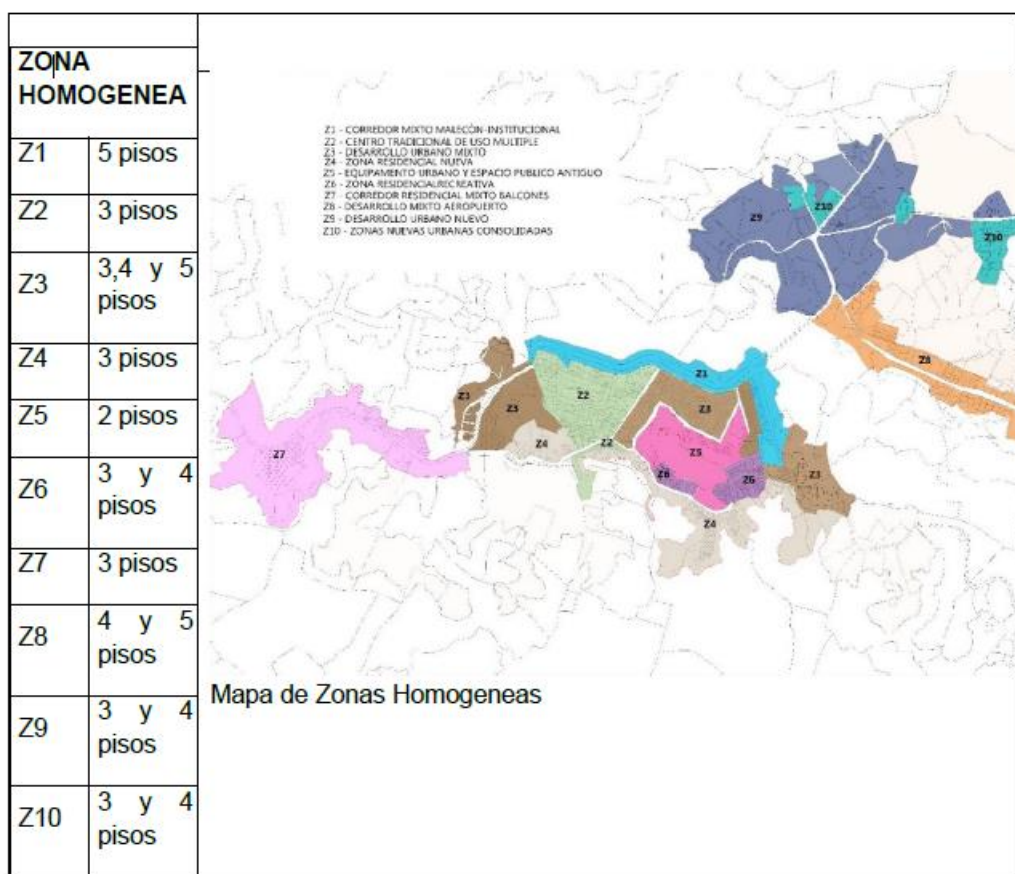 ZONA
HOMOGENEA
Z1 5 pisos
Z2 3 pisos
Z3 3,4 y 5
pisos
Z4 3 pisos
Z5 2 pisos
Z6 3 y 4
pisos
Z7 3 pisos
Z8 4 y 5
pisos
Z9 3 y 4
pisos
Z10 3 y 4
pisos
Z1 - CORREDOR MIXTO MALECÓN-INSTITUCIONAL
Z2 - CENTRO TRADICIONAL DE USO MULTIPLE
Z3 - DESARROLLO URBANO MIXTO
Z4 - ZONA RESIDENCIAL NUEVA
Z5 - EQUIPAMENTO URBANO Y ESPACIO PUBLICO ANTIGUO
Z6 - ZONA RESIDENCIALRECREATIVA
Z7 - CORREDOR RESIDENCIAL MIXTO BALCONES
Z8 - DESARROLLO MIXTO AEROPUERTO
Z9 - DESARROLLO URBANO NUEVO
Z10 - ZONAS NUEVAS URBANAS CONSOLIDADAS
Z9
Z10
Z10
Z8
Z1
Z3
Z3
Z2
Z3
Z4
Z2
Z5
Z7
Z6
Z6
Z3
Z4
Mapa de Zonas Homogeneas